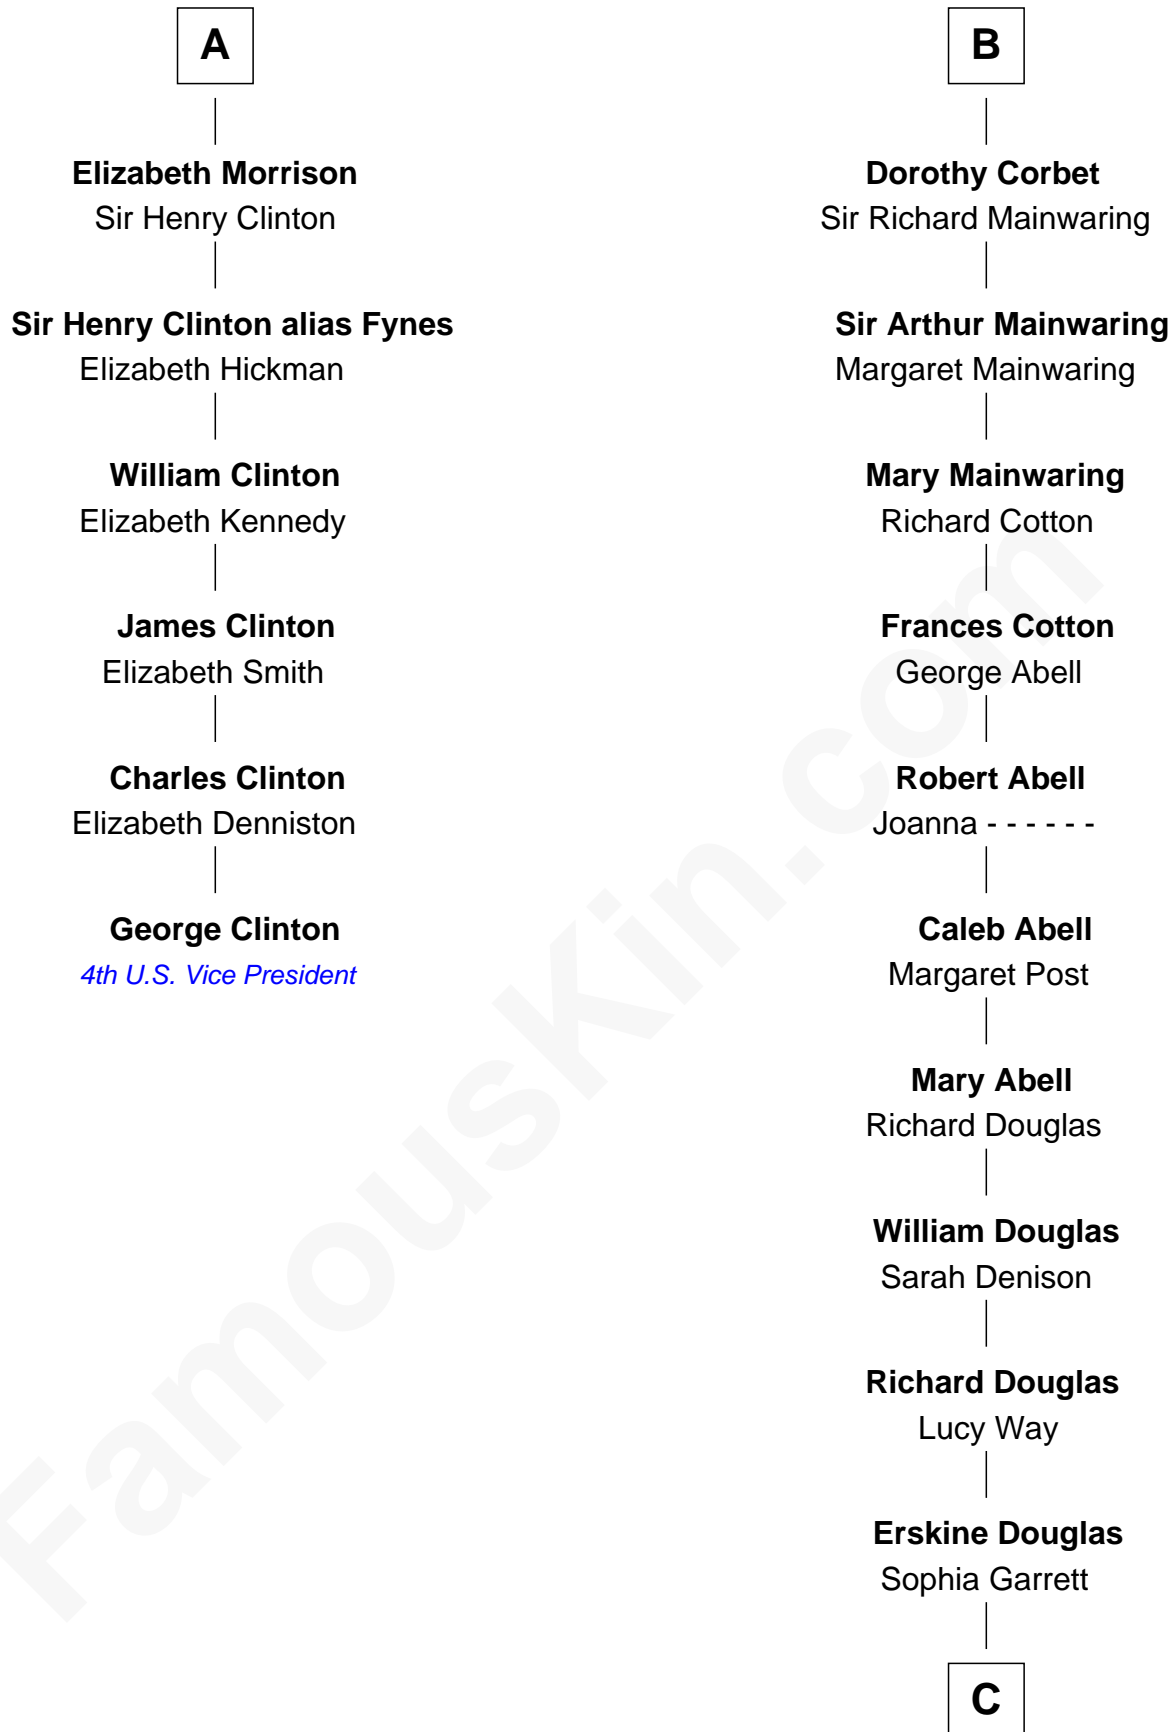 A
Elizabeth Morrison
Sir Henry Clinton
Sir Henry Clinton alias Fynes
Elizabeth Hickman
William Clinton
Elizabeth Kennedy
James Clinton
Elizabeth Smith
Charles Clinton
Elizabeth Denniston
George Clinton
4th U.S. Vice President
B
Dorothy Corbet
Sir Richard Mainwaring
Sir Arthur Mainwaring
Margaret Mainwaring
Mary Mainwaring
Richard Cotton
Frances Cotton
George Abell
Robert Abell
Joanna - - - - - -
Caleb Abell
Margaret Post
Mary Abell
Richard Douglas
William Douglas
Sarah Denison
Richard Douglas
Lucy Way
Erskine Douglas
Sophia Garrett
C
FamousKin.com